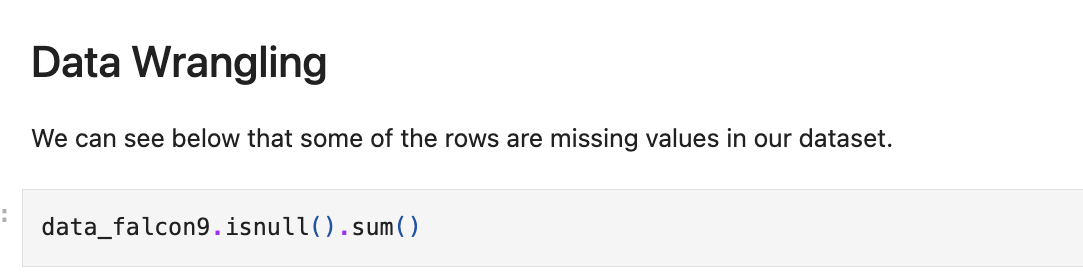 Data Wrangling
We can see below that some of the rows are missing values in our dataset.
:
data_falcon9.isnull().sum()